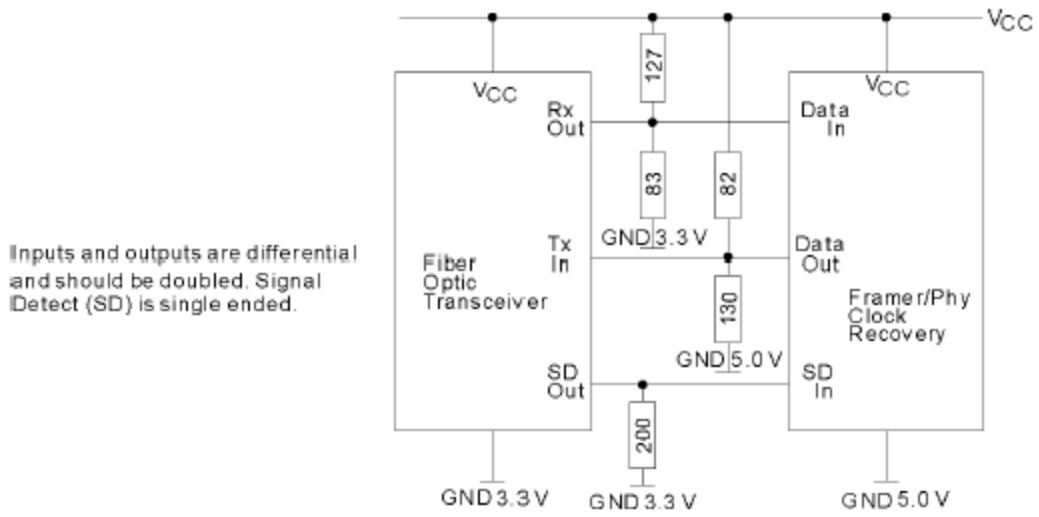 VCC
127
VCC
VCC
Rx
Out
Data
In
83
82
GND 3.3 V
Inputs and outputs are differential
and should be doubled. Signal
Detect (SD) is single ended.
Tx
In
Data
Out
Fiber
Optic
Transceiver
130
Framer/Phy
Clock
Recovery
GND 5.0 V
SD
Out
SD
In
200
GND 3.3 V
GND 3.3 V
GND 5.0 V